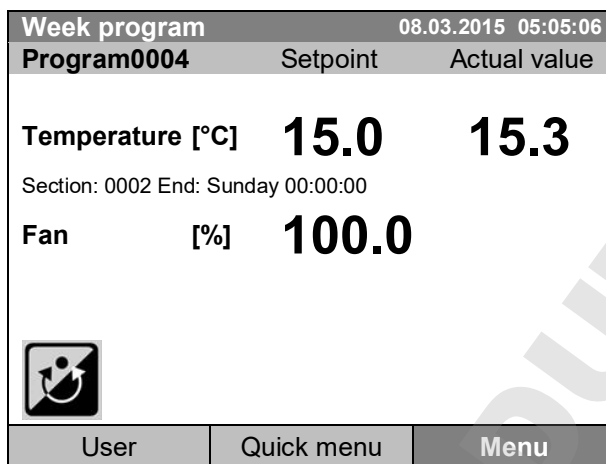 Week program 08.03.2015 05:05:06
Program0004 Setpoint Actual value
Temperature [°C] 15.0 15.3
Section: 0002 End: Sunday 00:00:00
Fan [%] 100.0
User Quick menu Menu